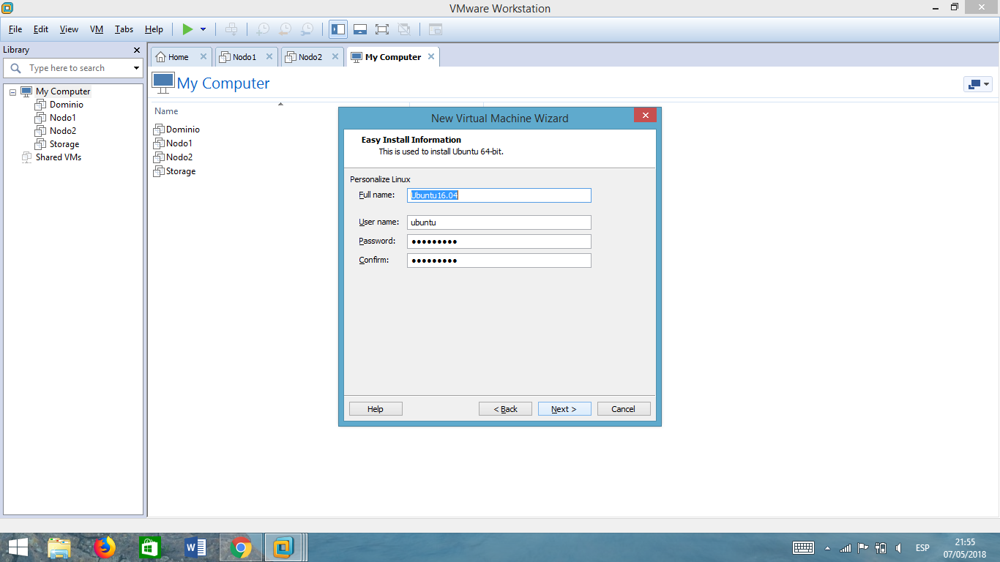 VMware Workstation
File Edit View VM Tabs Help
Library
Type here to search
My Computer
Dominio
Nodo1
Nodo2
Storage
Shared VMs
Home Nodo1 Nodo2 My Computer
My Computer
Name
Dominio
Nodo1
Nodo2
Storage
New Virtual Machine Wizard
Easy Install Information
This is used to install Ubuntu 64-bit.
Personalize Linux
Full name: Ubuntu16.04
User name: ubuntu
Password: ●●●●●●●●●
Confirm: ●●●●●●●●●
Help < Back Next > Cancel
ESP
21:55
07/05/2018